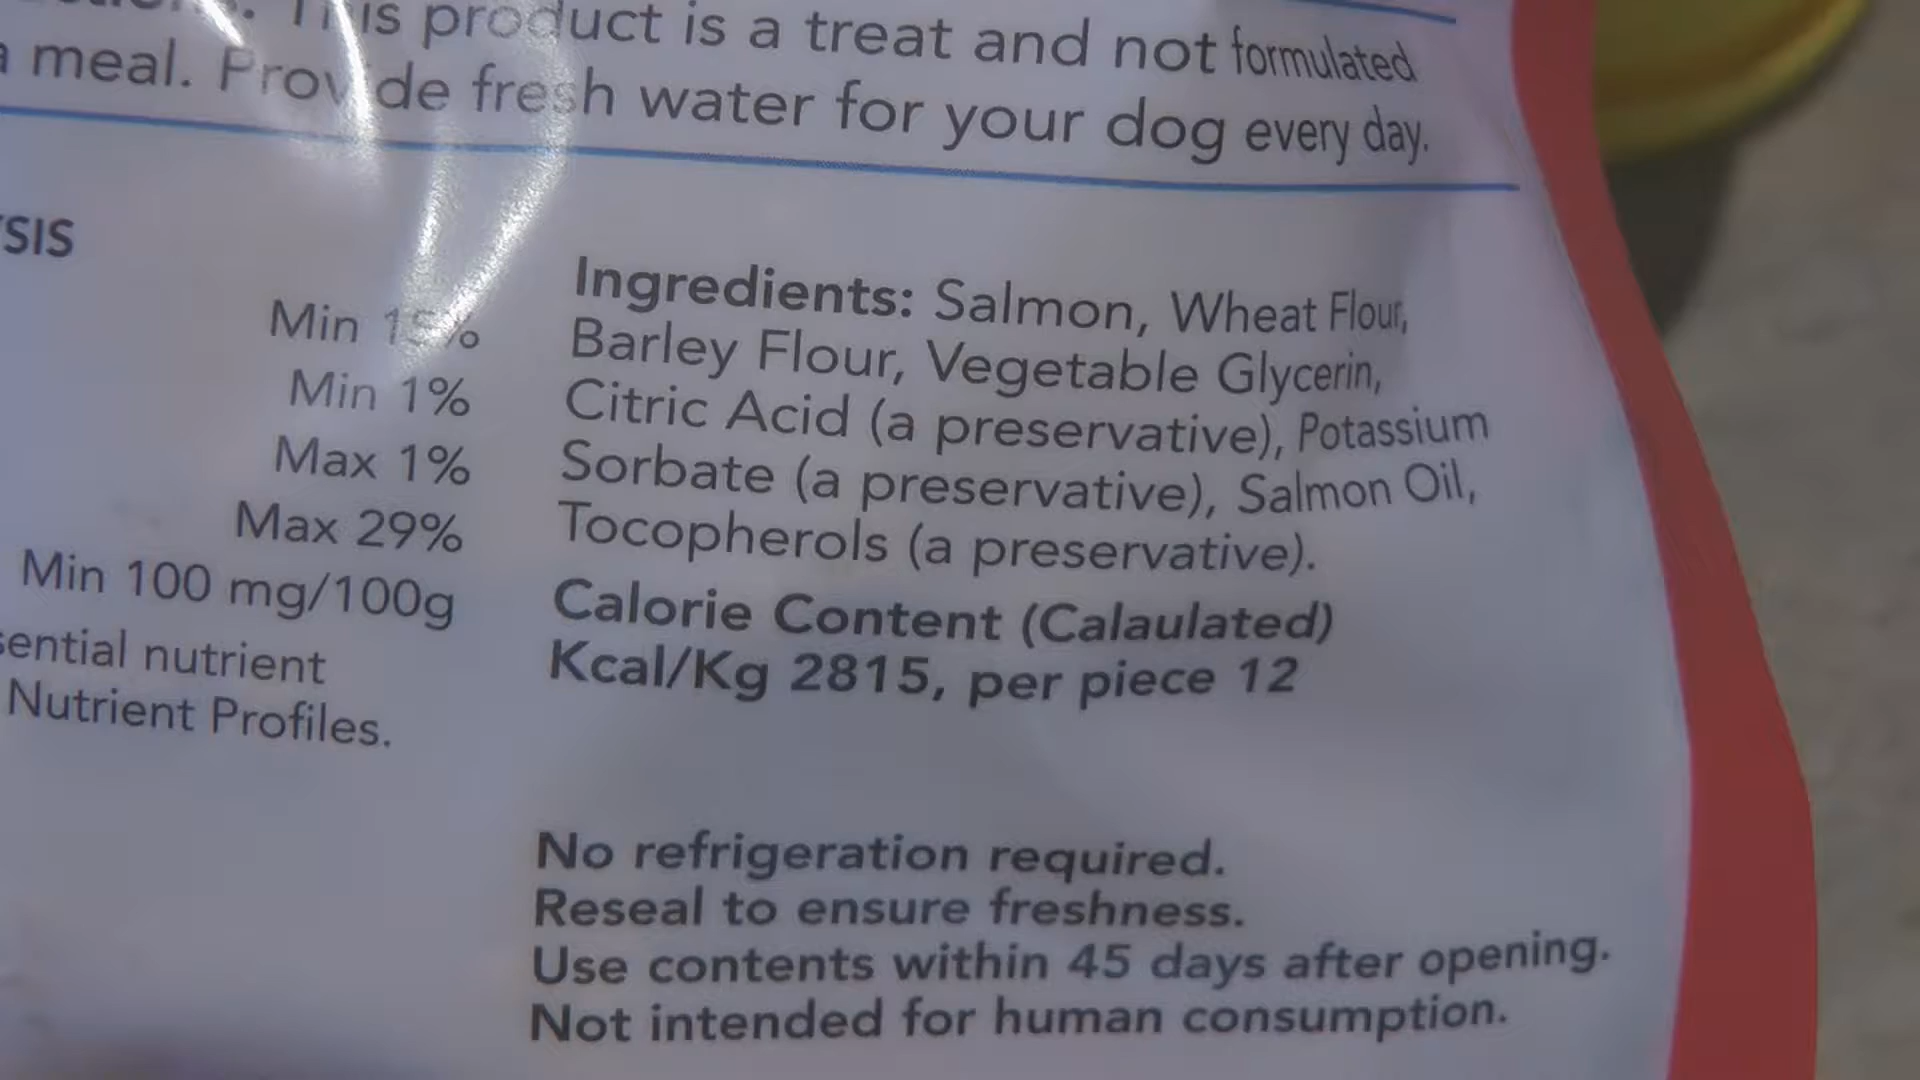 This product is a treat and not formulated
a meal. Provide fresh water for your dog every day.
SIS
Min 15%
Min 1%
Max 1%
Max 29%
Min 100 mg/100g
sential nutrient
Nutrient Profiles.
Ingredients: Salmon, Wheat Flour,
Barley Flour, Vegetable Glycerin,
Citric Acid (a preservative), Potassium
Sorbate (a preservative), Salmon Oil,
Tocopherols (a preservative).
Calorie Content (Calaulated)
Kcal/Kg 2815, per piece 12
No refrigeration required.
Reseal to ensure freshness.
Use contents within 45 days after opening.
Not intended for human consumption.